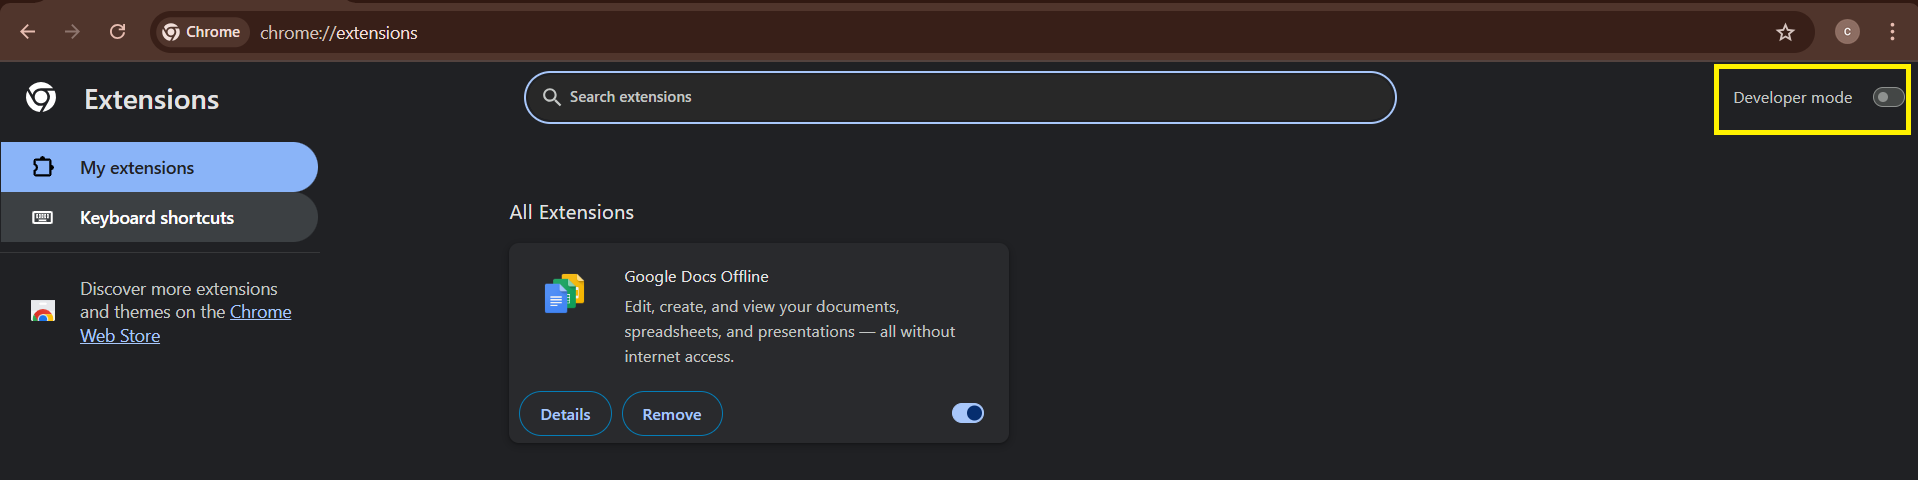 Chrome
chrome://extensions
C
Extensions
Search extensions
Developer mode
My extensions
Keyboard shortcuts
Discover more extensions
and themes on the Chrome
Web Store
All Extensions
Google Docs Offline
Edit, create, and view your documents,
spreadsheets, and presentations — all without
internet access.
Details
Remove